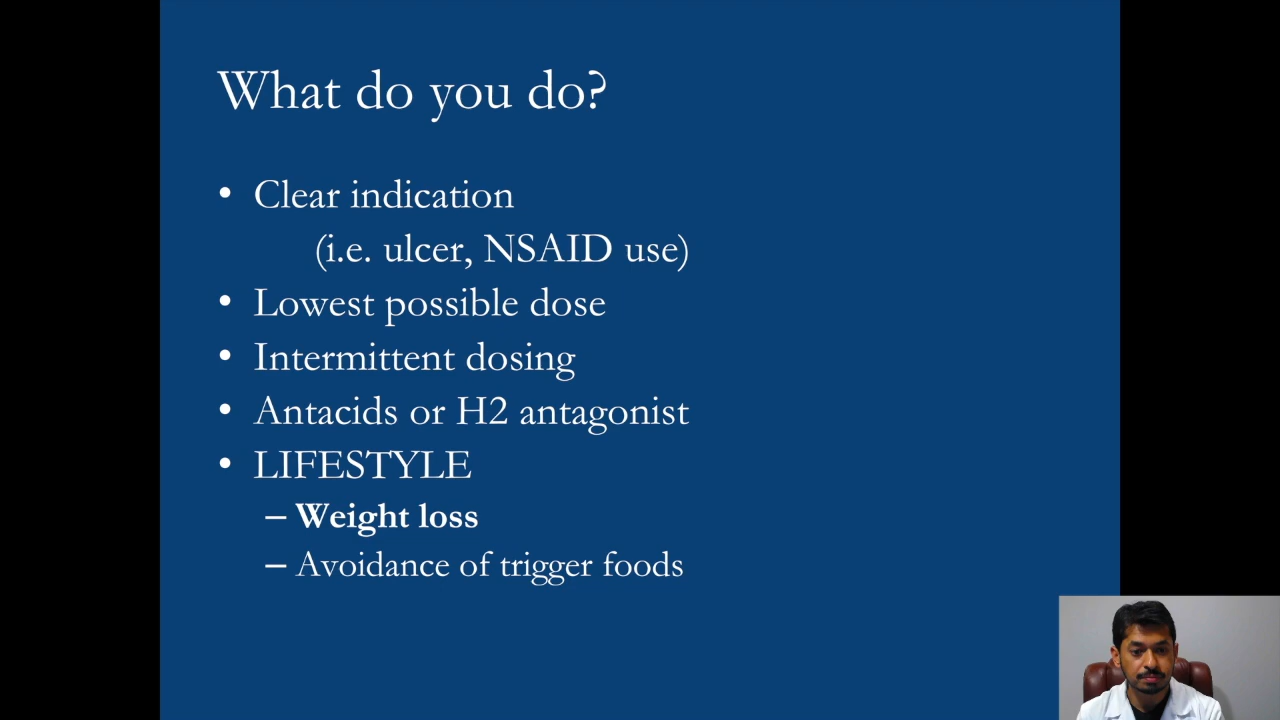 What do you do?
• Clear indication
(i.e. ulcer, NSAID use)
• Lowest possible dose
• Intermittent dosing
• Antacids or H2 antagonist
• LIFESTYLE
– Weight loss
– Avoidance of trigger foods